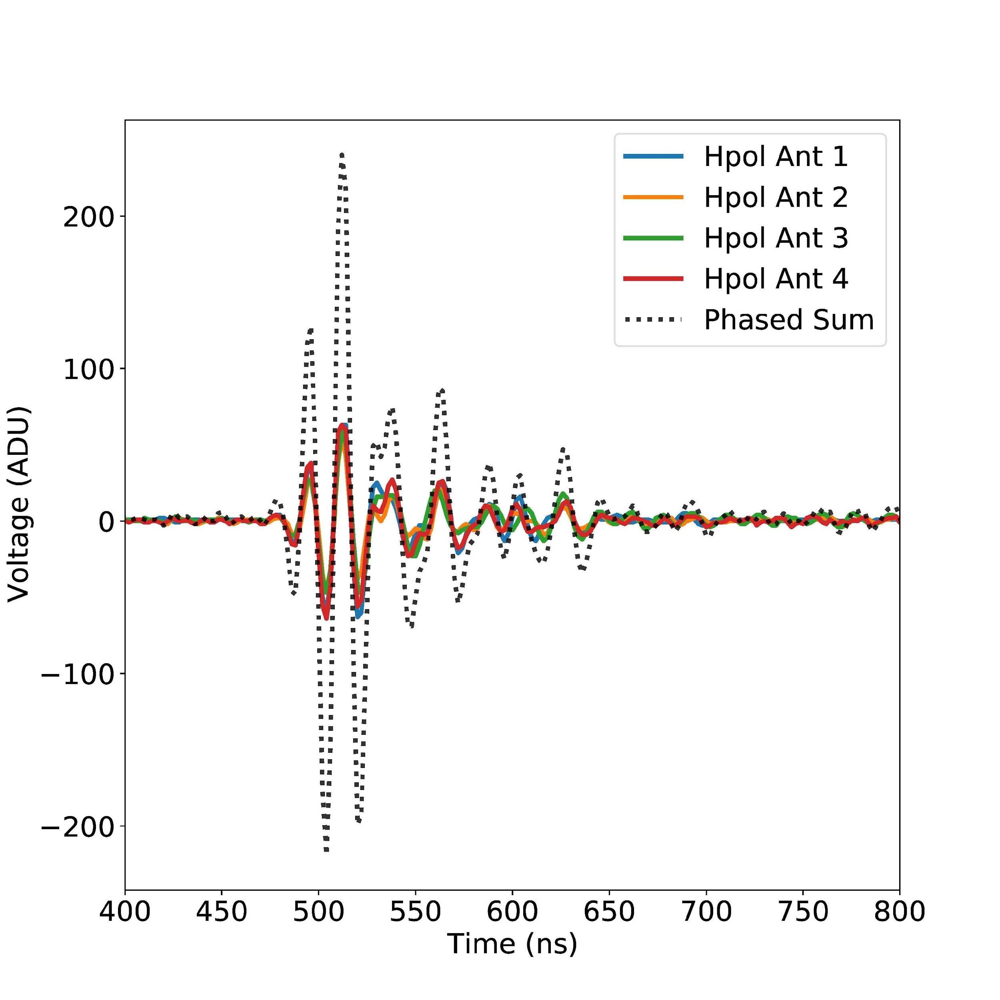 Hpol Ant 1
Hpol Ant 2
Hpol Ant 3
Hpol Ant 4
Phased Sum
Voltage (ADU)
200
100
0
−100
−200
400 450 500 550 600 650 700 750 800
Time (ns)